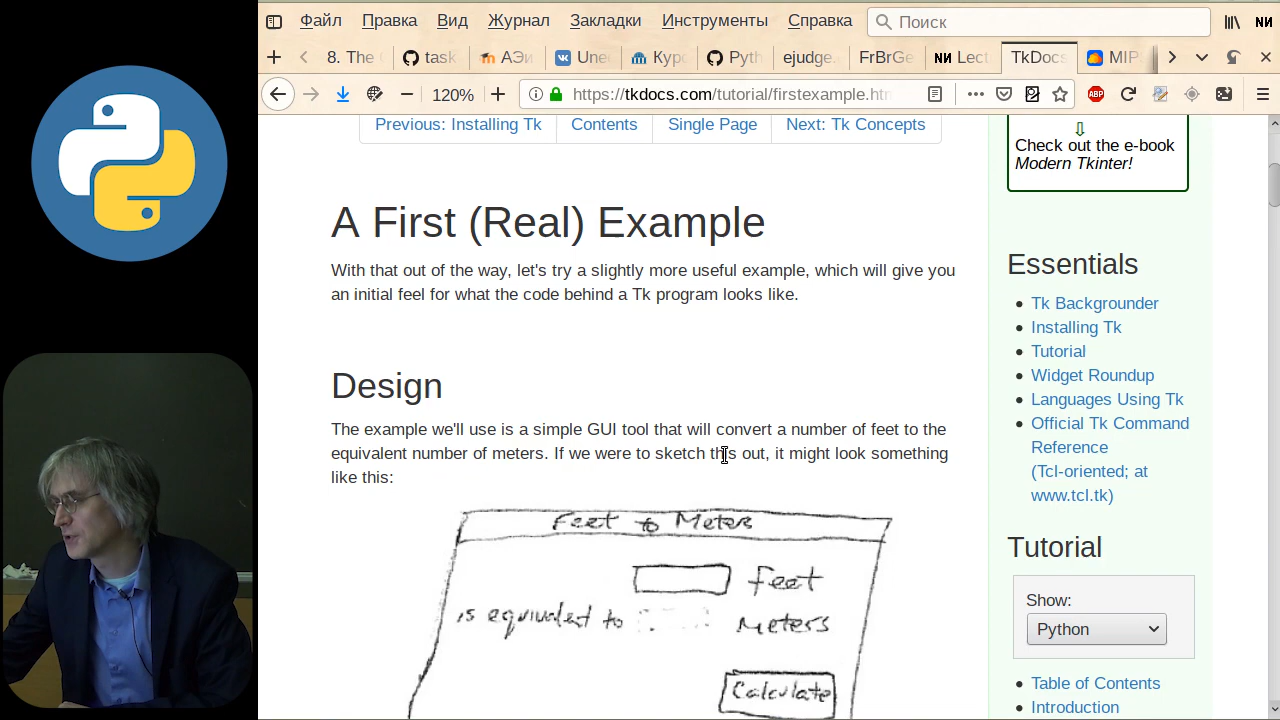 Файл Правка Вид Журнал Закладки Инструменты Справка Поиск
8. The task АЗи Une Курс Pyth ejudge. FrBrGe Lect TkDocs MIP
120% https://tkdocs.com/tutorial/firstexample.htm ABP
Previous: Installing Tk Contents Single Page Next: Tk Concepts
A First (Real) Example
With that out of the way, let's try a slightly more useful example, which will give you
an initial feel for what the code behind a Tk program looks like.
Design
The example we'll use is a simple GUI tool that will convert a number of feet to the
equivalent number of meters. If we were to sketch this out, it might look something
like this:
Feet to Meters
feet
is equivalent to Meters
Calculate
Check out the e-book
Modern Tkinter!
Essentials
Tk Backgrounder
Installing Tk
Tutorial
Widget Roundup
Languages Using Tk
Official Tk Command
Reference
(Tcl-oriented; at
www.tcl.tk)
Tutorial
Show:
Python
Table of Contents
Introduction